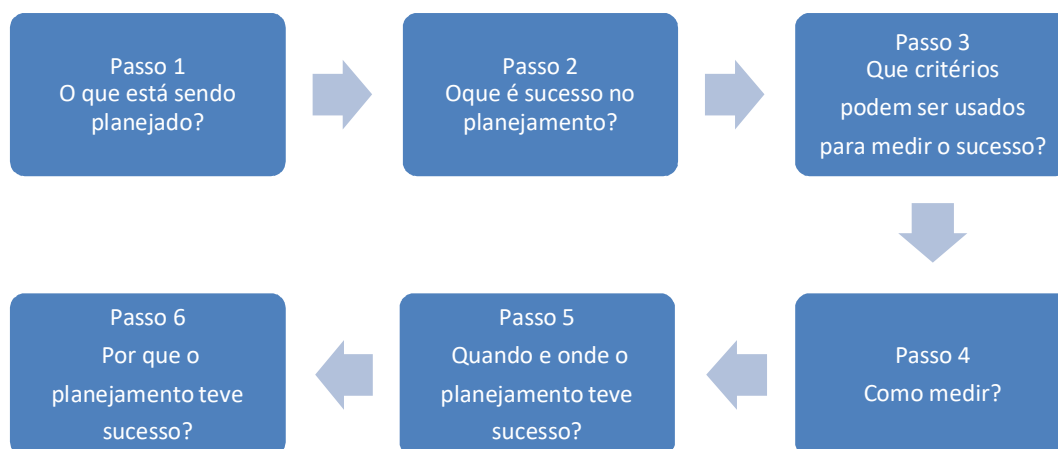 Passo 1
O que está sendo
planejado?
Passo 2
Oque é sucesso no
planejamento?
Passo 3
Que critérios
podem ser usados
para medir o sucesso?
Passo 4
Como medir?
Passo 5
Quando e onde o
planejamento teve
sucesso?
Passo 6
Por que o
planejamento teve
sucesso?